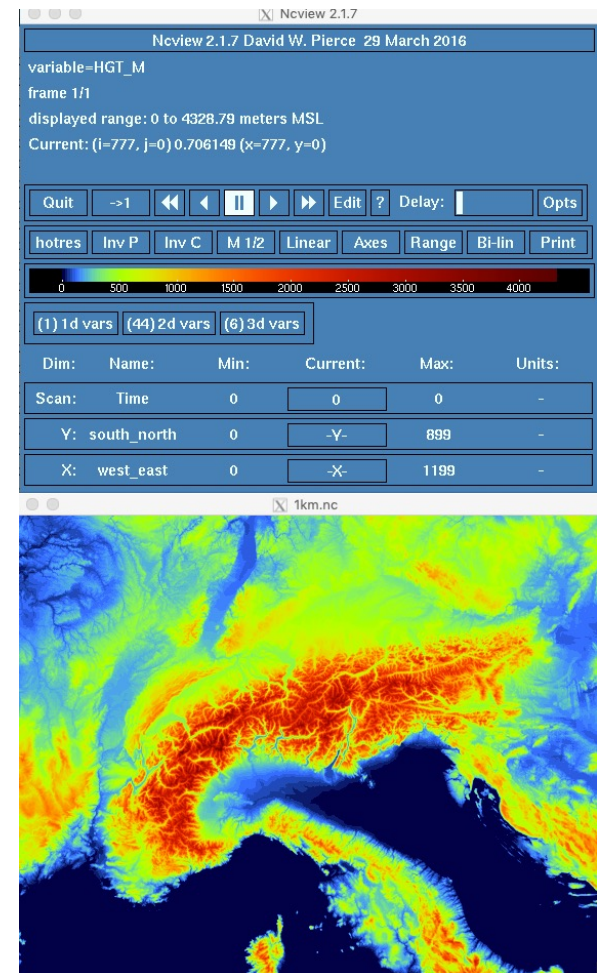 Ncview 2.1.7
Ncview 2.1.7 David W. Pierce 29 March 2016
variable=HGT_M
frame 1/1
displayed range: 0 to 4328.79 meters MSL
Current: (i=777, j=0) 0.706149 (x=777, y=0)
Quit ->1 Edit ? Delay: Opts
hotres Inv P Inv C M 1/2 Linear Axes Range Bi-lin Print
0 500 1000 1500 2000 2500 3000 3500 4000
(1) 1d vars (44) 2d vars (6) 3d vars
Dim: Name: Min: Current: Max: Units:
Scan: Time 0 0 0 -
Y: south_north 0 -Y- 899 -
X: west_east 0 -X- 1199 -
1km.nc